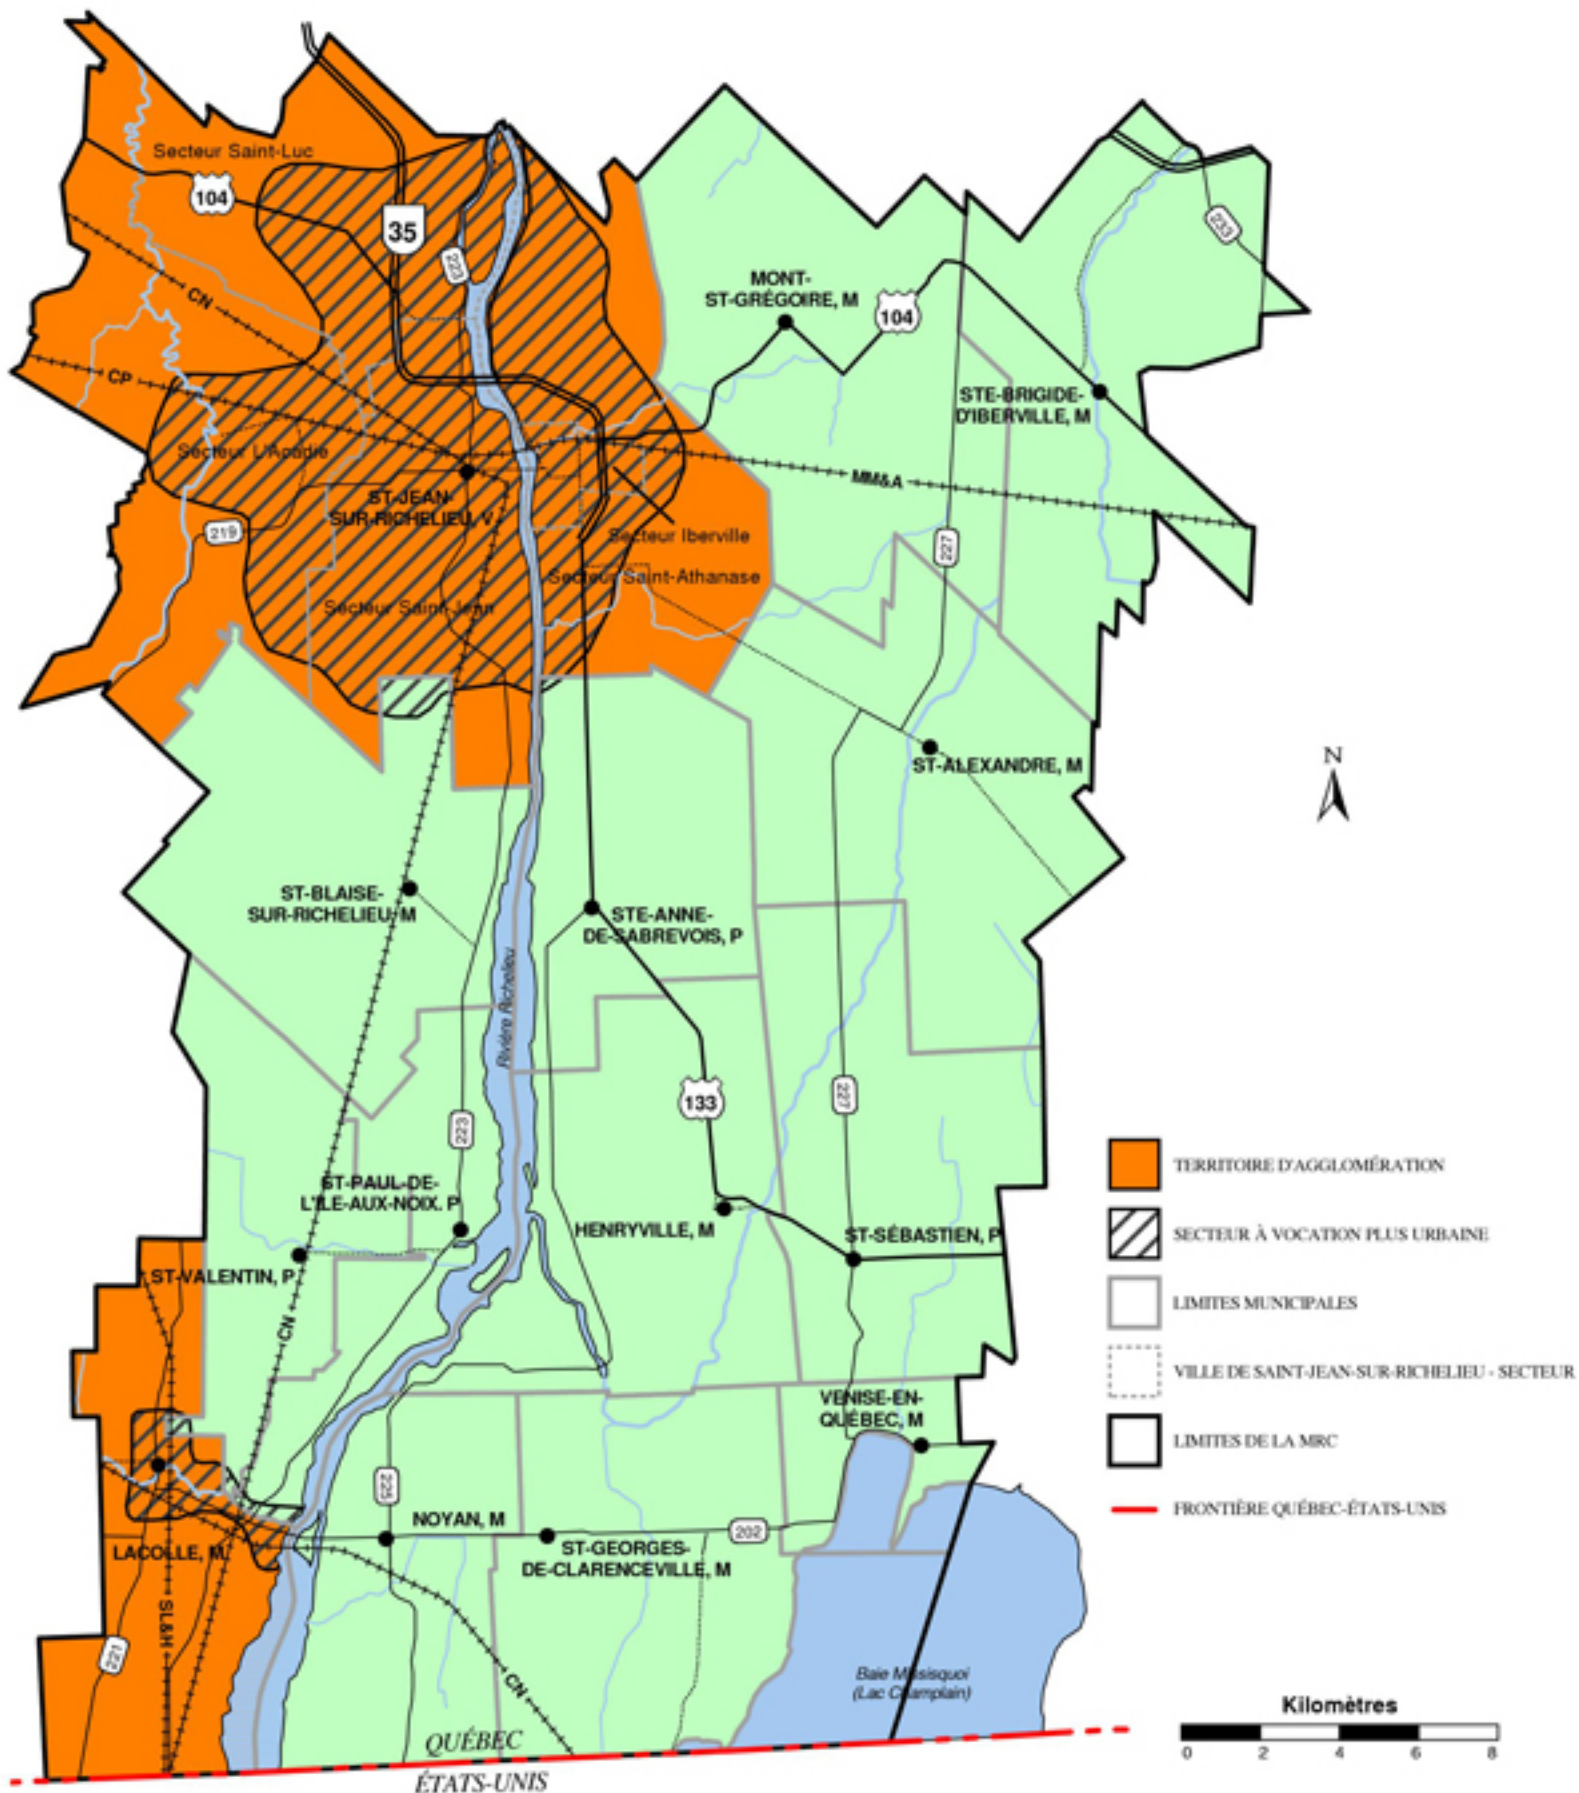 Secteur Saint-Luc
104
35
223
CN
CP
MONT-
ST-GRÉGOIRE, M
104
233
STE-BRIGIDE-
D'IBERVILLE, M
Secteur L'Acadie
ST-JEAN-
SUR-RICHELIEU, V
MM&A
219
Secteur Iberville
Secteur Saint-Athanase
Secteur Saint-Jean
227
ST-ALEXANDRE, M
N
ST-BLAISE-
SUR-RICHELIEU, M
STE-ANNE-
DE-SABREVOIS, P
Rivière Richelieu
133
227
223
ST-PAUL-DE-
L'ÎLE-AUX-NOIX. P
HENRYVILLE, M
ST-SÉBASTIEN, P
ST-VALENTIN, P
CN
VENISE-EN-
QUÉBEC, M
225
NOYAN, M
202
LACOLLE, M
ST-GEORGES-
DE-CLARENCEVILLE, M
SL&H
221
CN
Baie Missisquoi
(Lac Champlain)
QUÉBEC
ÉTATS-UNIS
TERRITOIRE D'AGGLOMÉRATION
SECTEUR À VOCATION PLUS URBAINE
LIMITES MUNICIPALES
VILLE DE SAINT-JEAN-SUR-RICHELIEU - SECTEUR
LIMITES DE LA MRC
FRONTIÈRE QUÉBEC-ÉTATS-UNIS
Kilomètres
0 2 4 6 8